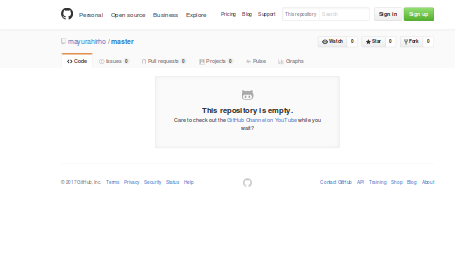 Personal Open source Business Explore Pricing Blog Support This repository Search Sign in Sign up
mayurahirho / master Watch 0 Star 0 Fork 0
Code Issues 0 Pull requests 0 Projects 0 Pulse Graphs
This repository is empty.
Care to check out the GitHub Channel on YouTube while you
wait?
© 2017 GitHub, Inc. Terms Privacy Security Status Help Contact GitHub API Training Shop Blog About